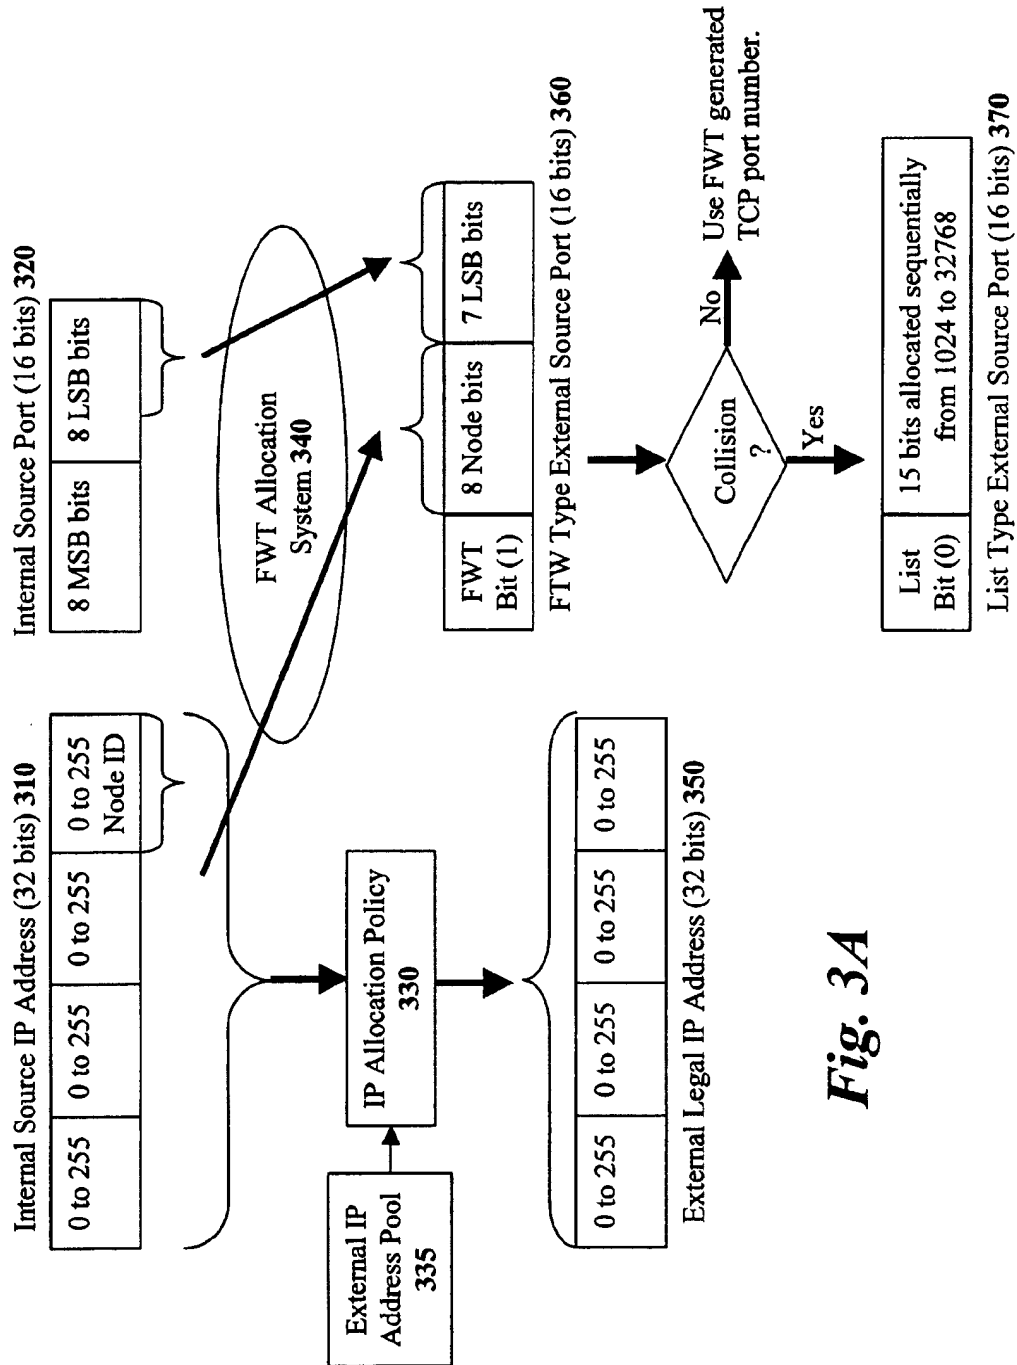 Internal Source IP Address (32 bits) 310
0 to 255
0 to 255
0 to 255
0 to 255
Node ID
Internal Source Port (16 bits) 320
8 MSB bits
8 LSB bits
FWT Allocation
System 340
External IP
Address Pool
335
IP Allocation Policy
330
FWT
Bit (1)
8 Node bits
7 LSB bits
FTW Type External Source Port (16 bits) 360
0 to 255
0 to 255
0 to 255
0 to 255
External Legal IP Address (32 bits) 350
Collision
?
No
Use FWT generated
TCP port number.
Yes
List
Bit (0)
15 bits allocated sequentially
from 1024 to 32768
List Type External Source Port (16 bits) 370
Fig. 3A